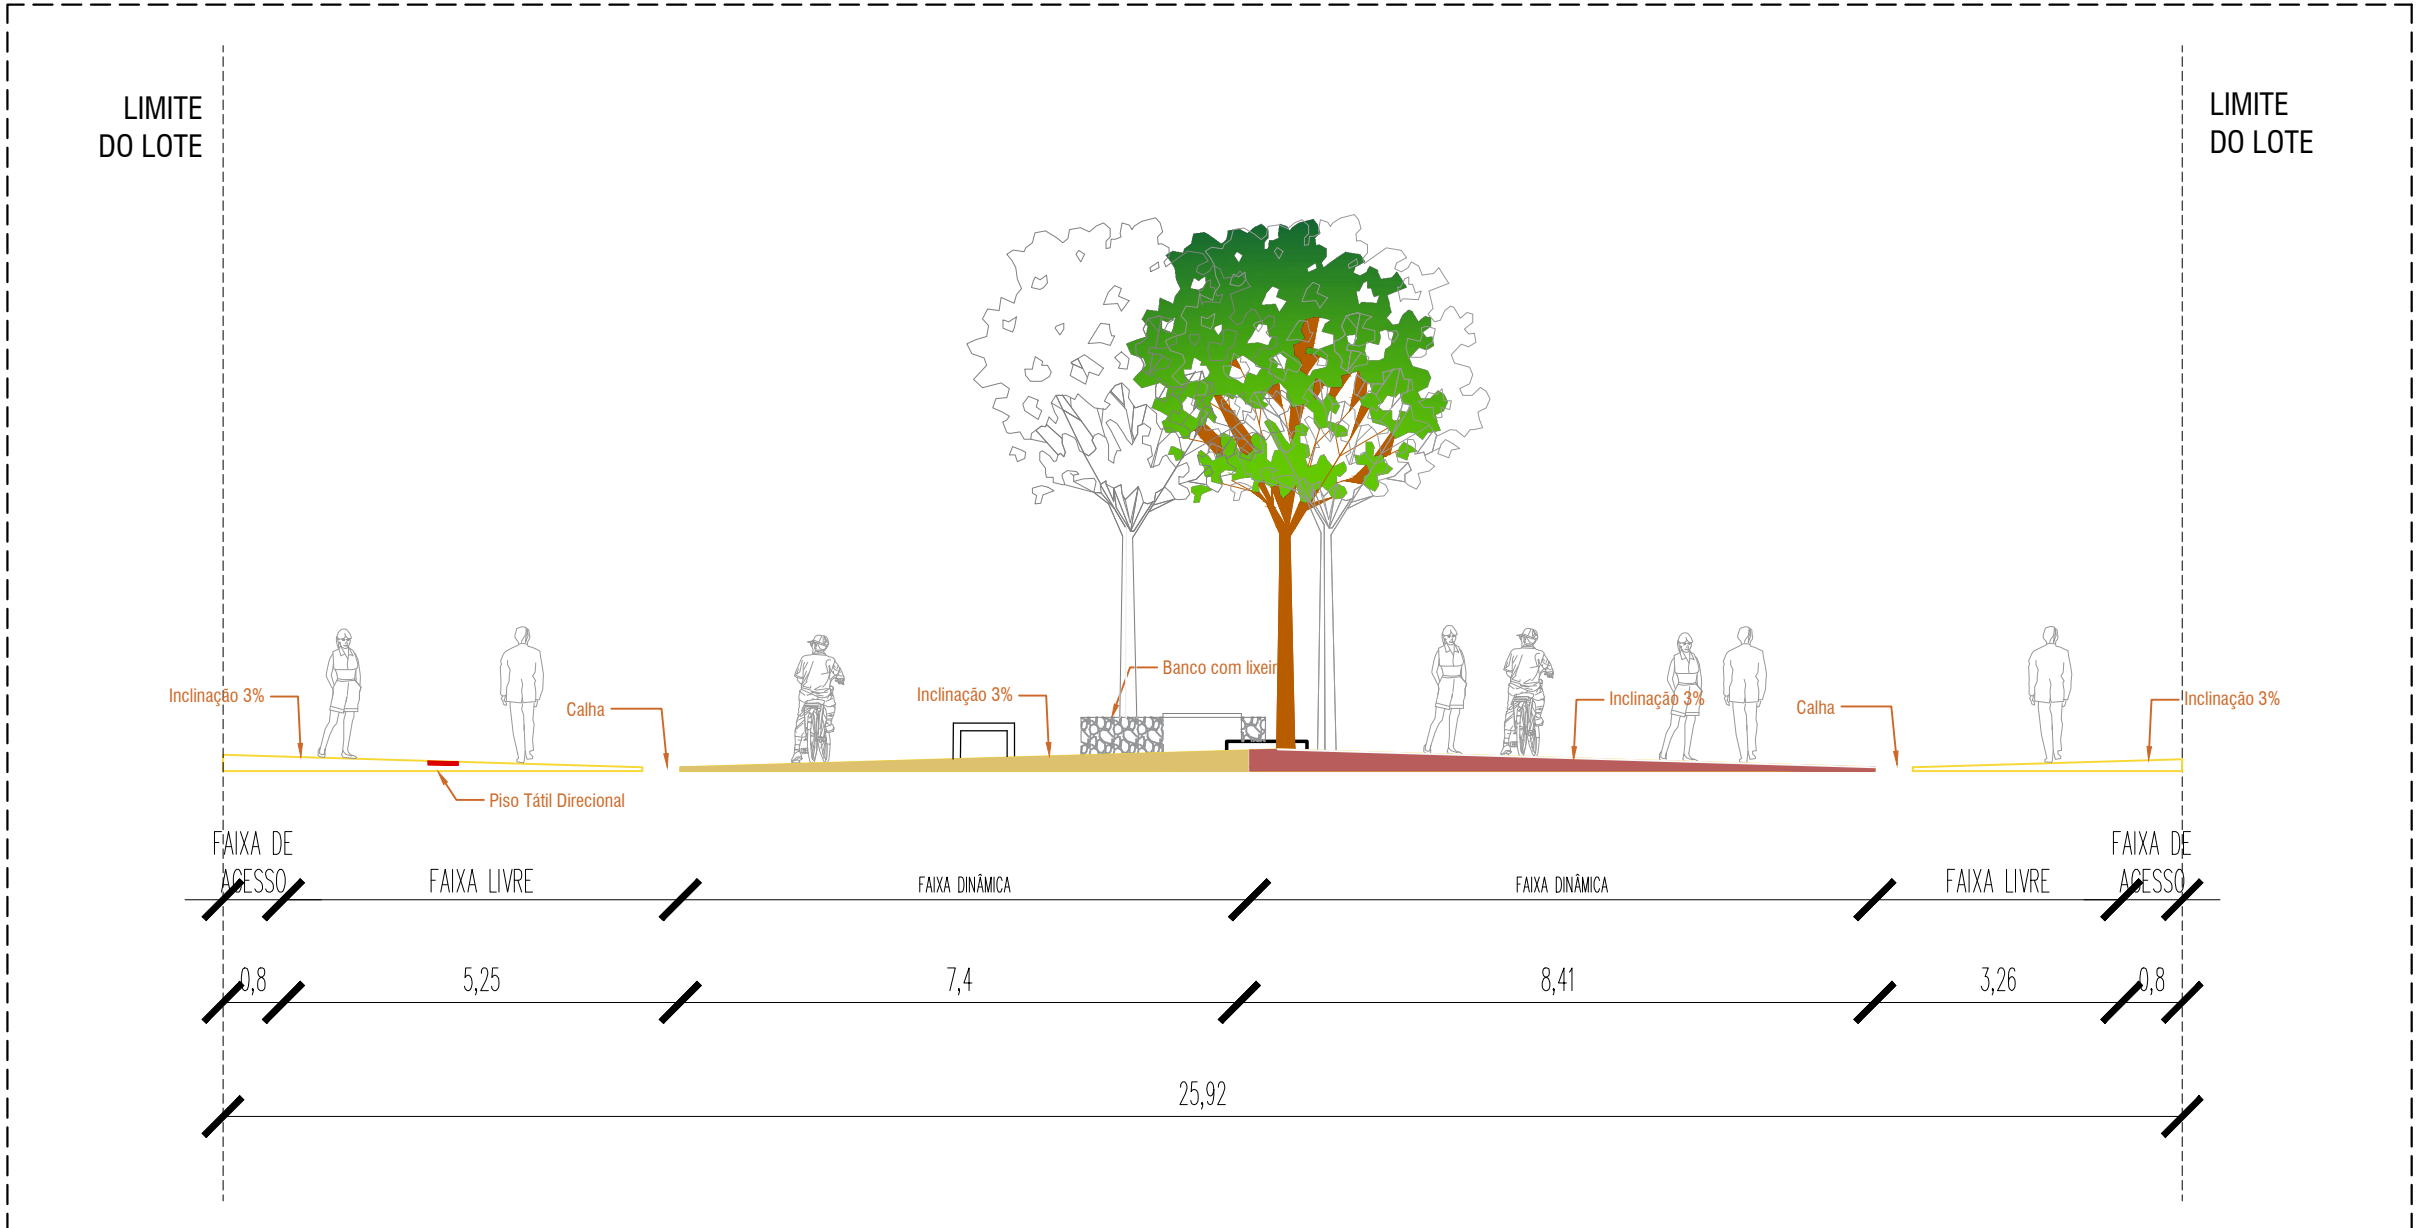 LIMITE
DO LOTE
LIMITE
DO LOTE
Banco com lixeir
Inclinação 3%
Calha
Inclinação 3%
Inclinação 3%
Calha
Inclinação 3%
Piso Tátil Direcional
FAIXA DE
ACESSO
FAIXA LIVRE
FAIXA DINÂMICA
FAIXA DINÂMICA
FAIXA LIVRE
FAIXA DE
ACESSO
0,8
5,25
7,4
8,41
3,26
0,8
25,92